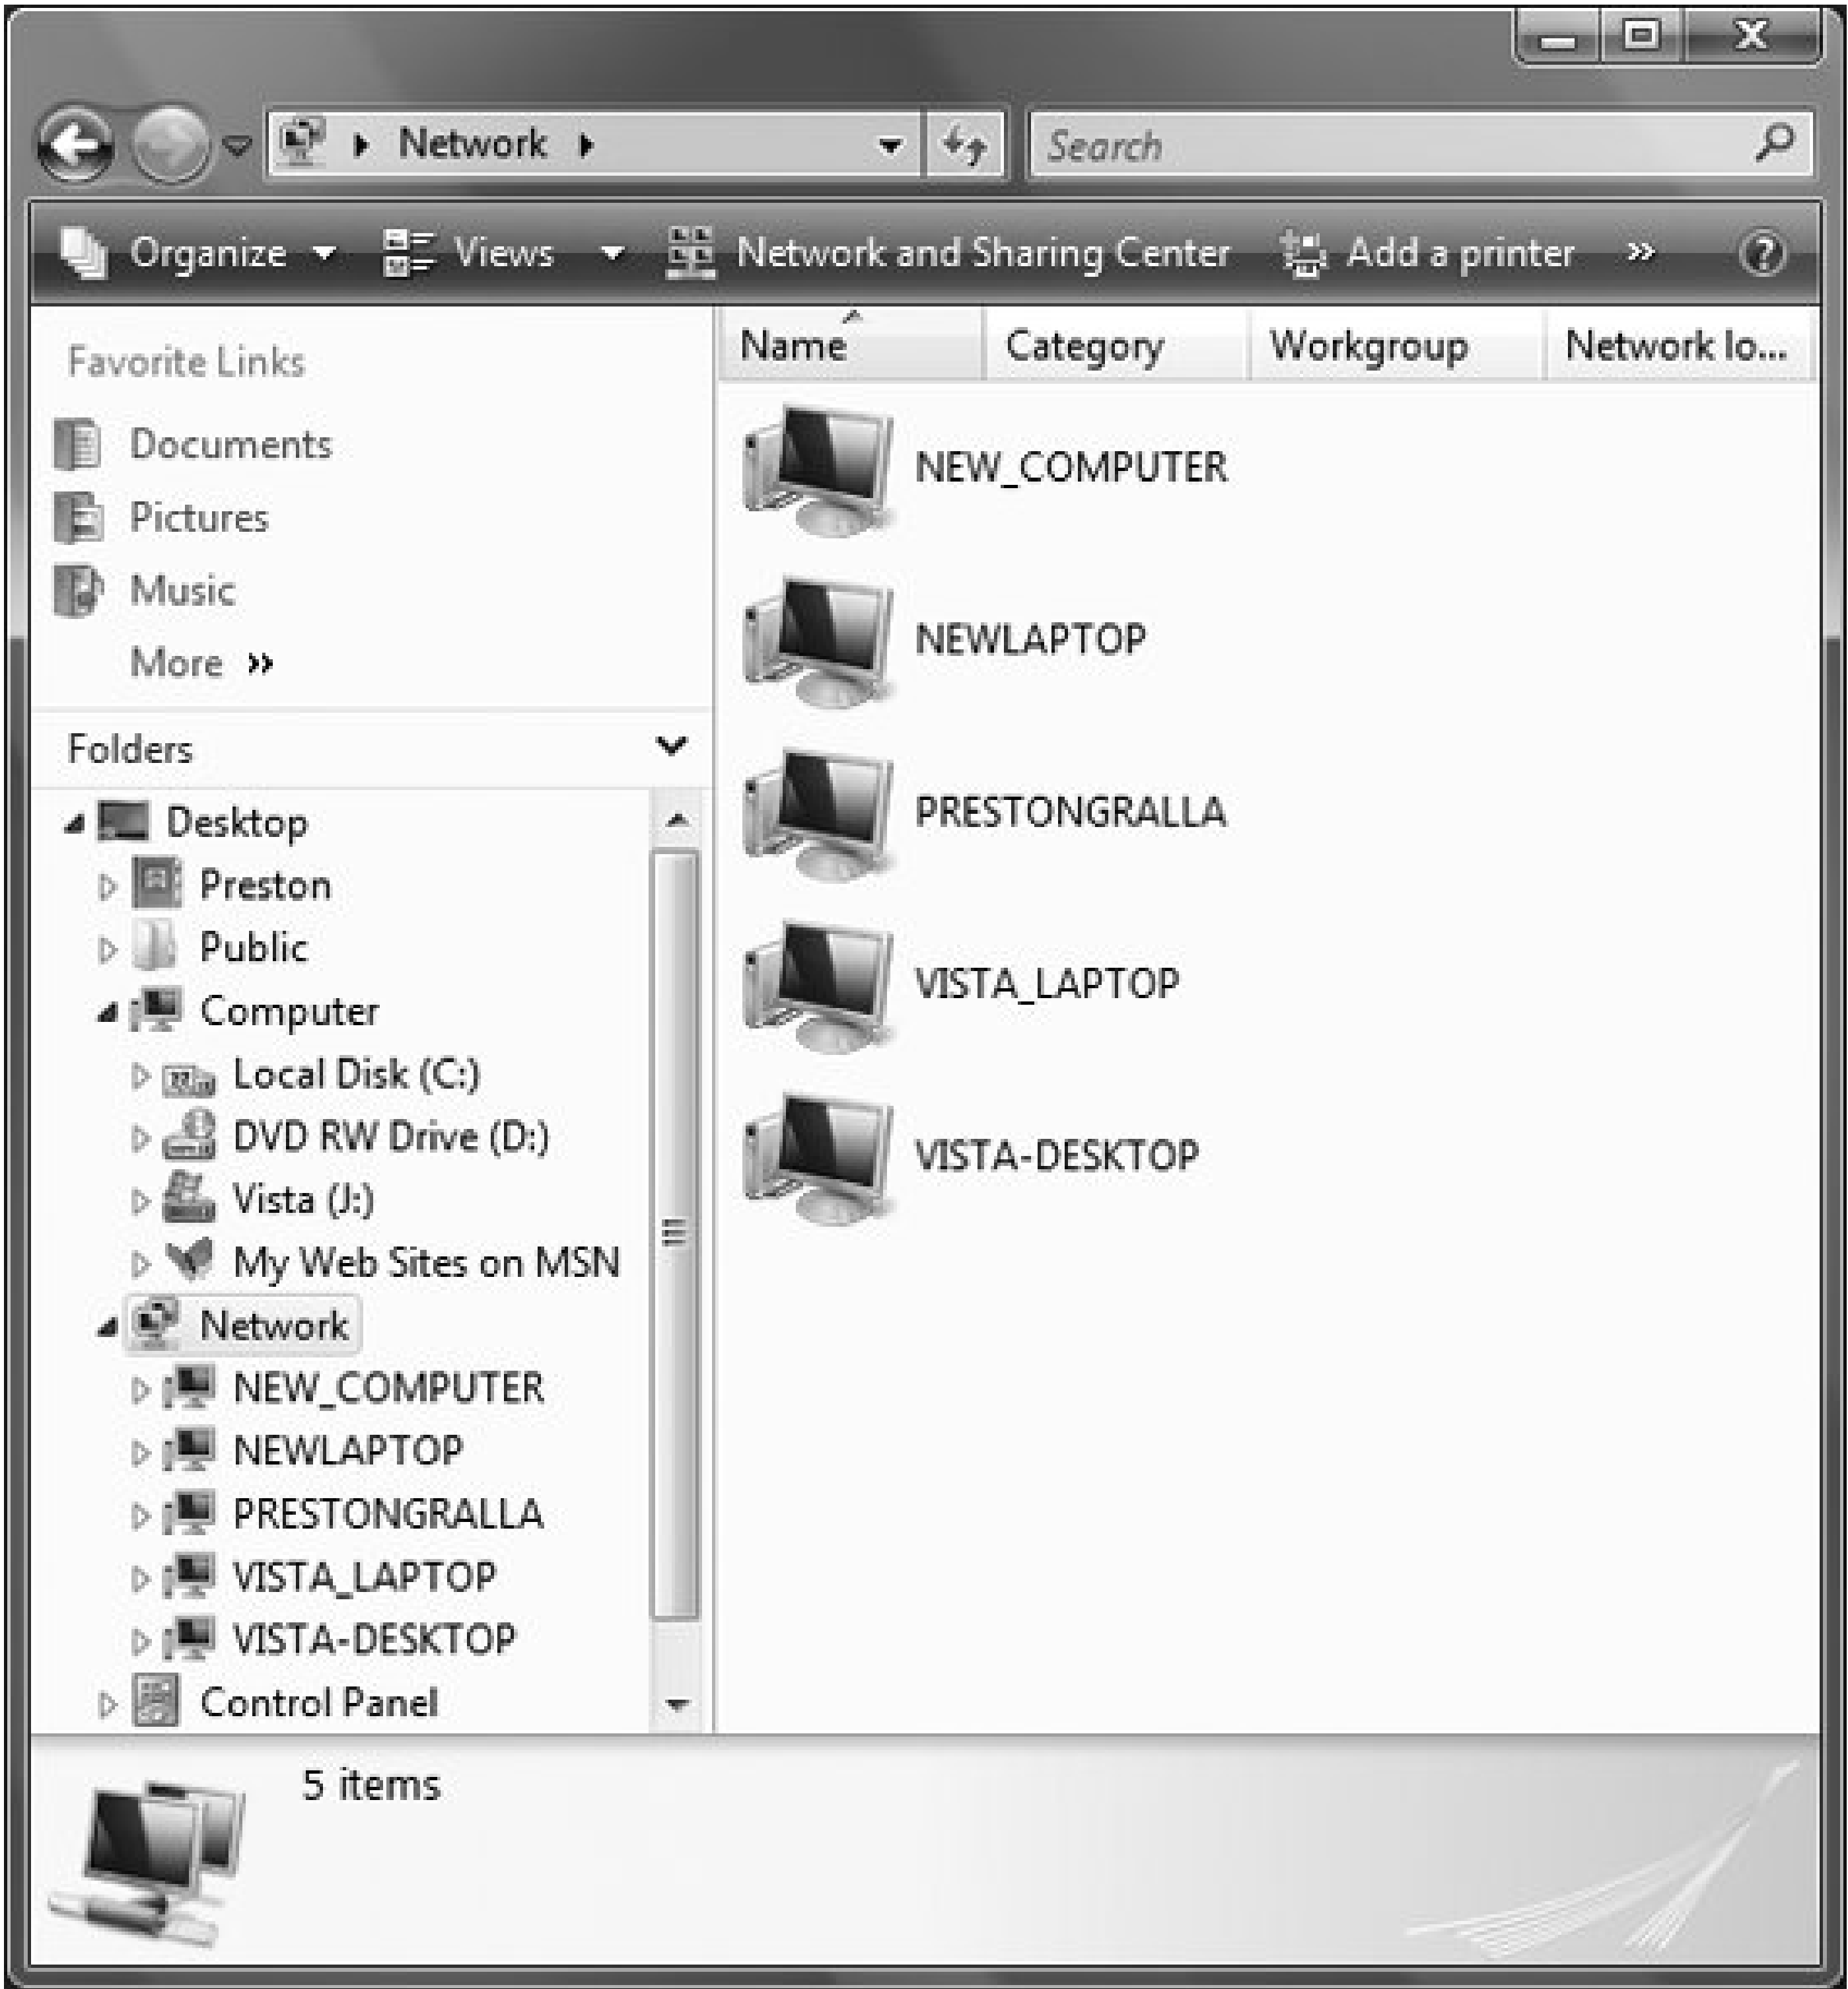 Network
Search
Organize Views Network and Sharing Center Add a printer » ?
Favorite Links
Documents
Pictures
Music
More »
Folders
Desktop
Preston
Public
Computer
Local Disk (C:)
DVD RW Drive (D:)
Vista (J:)
My Web Sites on MSN
Network
NEW_COMPUTER
NEWLAPTOP
PRESTONGRALLA
VISTA_LAPTOP
VISTA-DESKTOP
Control Panel
Name Category Workgroup Network lo...
NEW_COMPUTER
NEWLAPTOP
PRESTONGRALLA
VISTA_LAPTOP
VISTA-DESKTOP
5 items